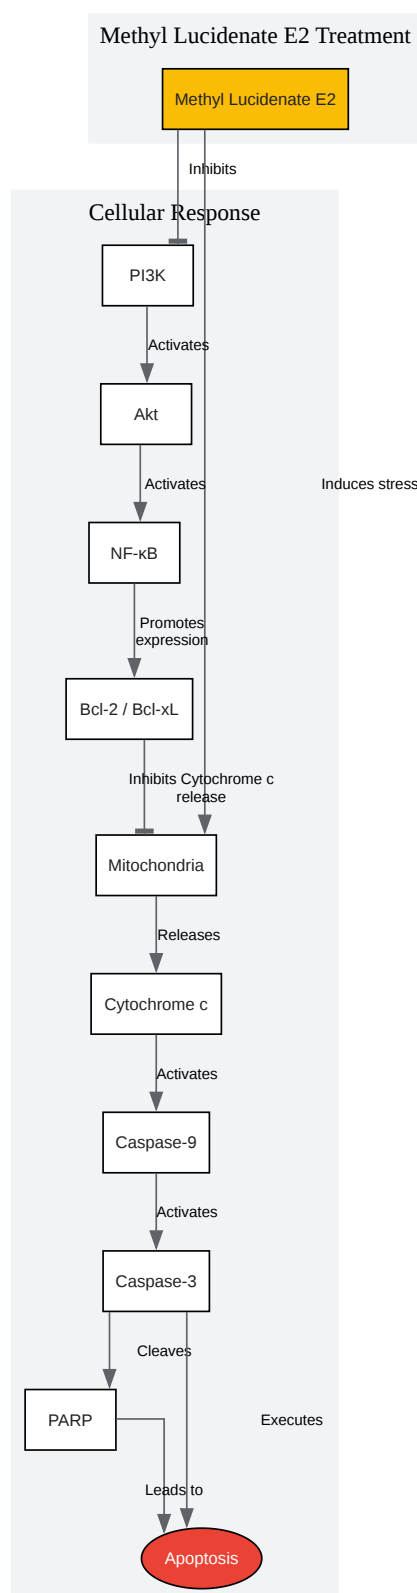 Methyl Lucidenate E2 Treatment
Methyl Lucidenate E2
Inhibits
Cellular Response
PI3K
Activates
Akt
Activates
Induces stress
NF-κB
Promotes
expression
Bcl-2 / Bcl-xL
Inhibits Cytochrome c
release
Mitochondria
Releases
Cytochrome c
Activates
Caspase-9
Activates
Caspase-3
Cleaves
PARP
Executes
Leads to
Apoptosis